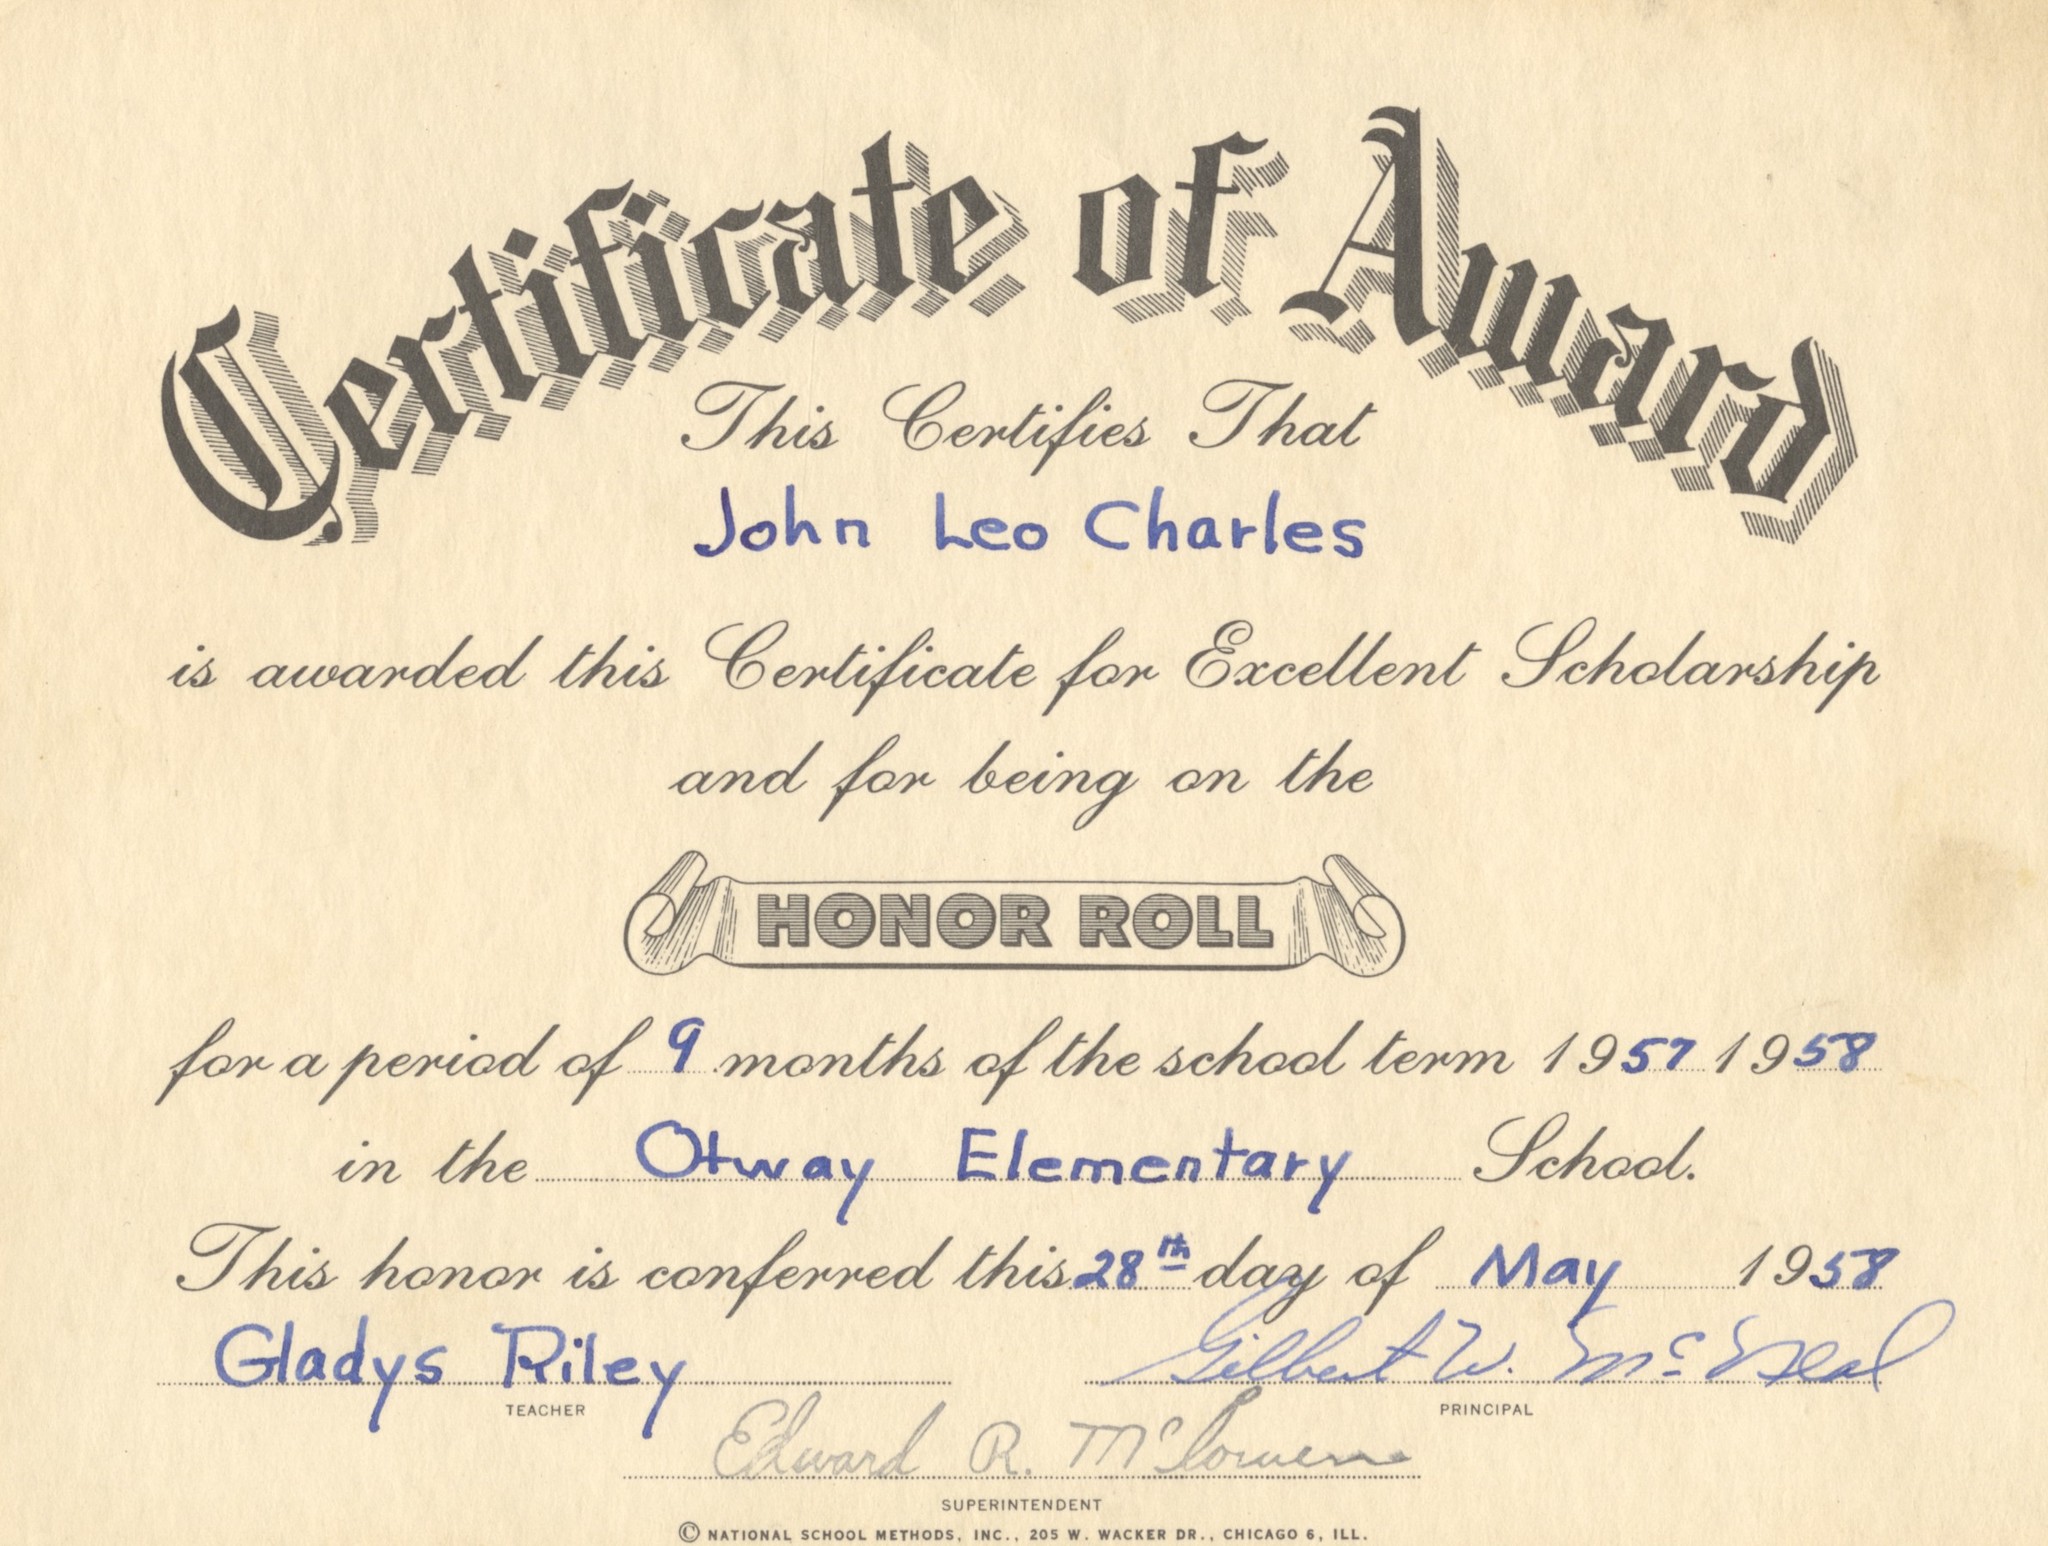 Certificate of Award
This Certifies That
John Leo Charles
is awarded this Certificate for Excellent Scholarship
and for being on the
HONOR ROLL
for a period of 9 months of the school term 1957 1958
in the Otway Elementary School.
This honor is conferred this 28th day of May 1958
Gladys Riley Gilbert W. McNeal
TEACHER PRINCIPAL
Edward R.
SUPERINTENDENT
© NATIONAL SCHOOL METHODS, INC., 205 W. WACKER DR., CHICAGO 6, ILL.